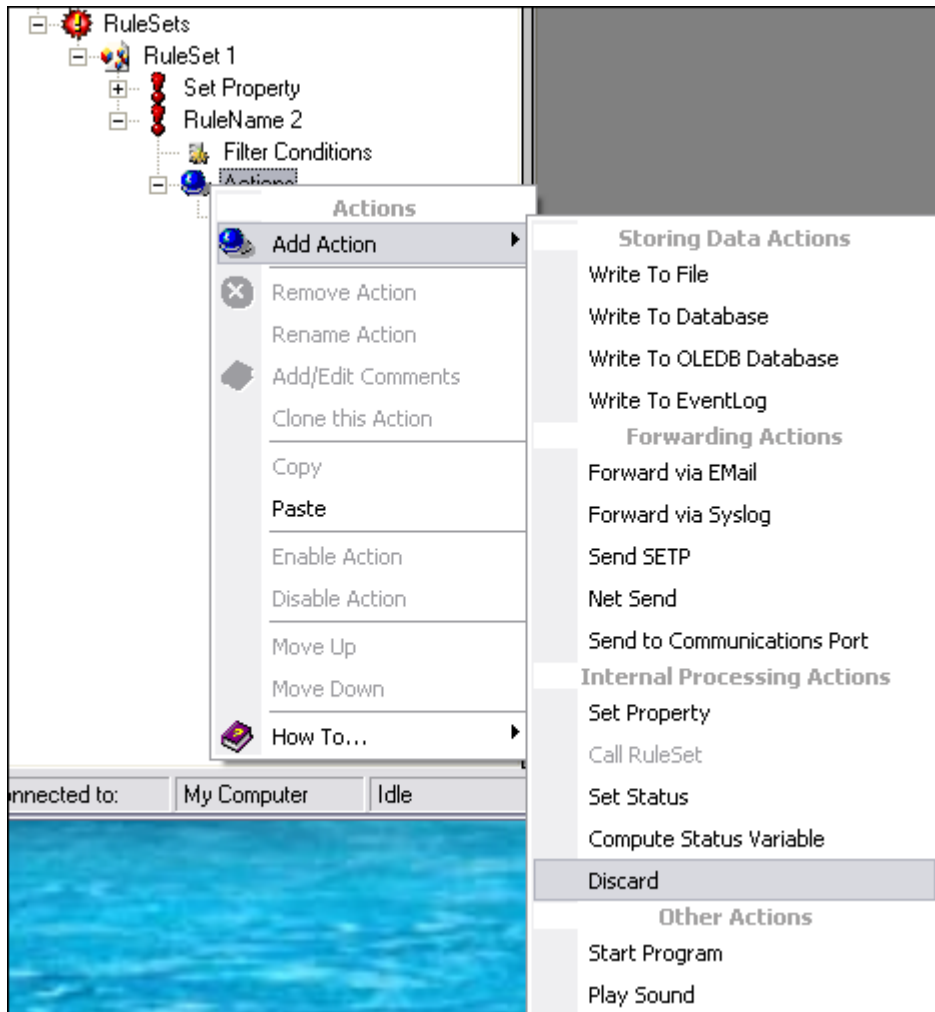 RuleSets
RuleSet 1
Set Property
RuleName 2
Filter Conditions
Actions
Actions
Add Action
Remove Action
Rename Action
Add/Edit Comments
Clone this Action
Copy
Paste
Enable Action
Disable Action
Move Up
Move Down
How To...
Storing Data Actions
Write To File
Write To Database
Write To OLEDB Database
Write To EventLog
Forwarding Actions
Forward via EMail
Forward via Syslog
Send SETP
Net Send
Send to Communications Port
Internal Processing Actions
Set Property
Call RuleSet
Set Status
Compute Status Variable
Discard
Other Actions
Start Program
Play Sound
nnected to: My Computer Idle